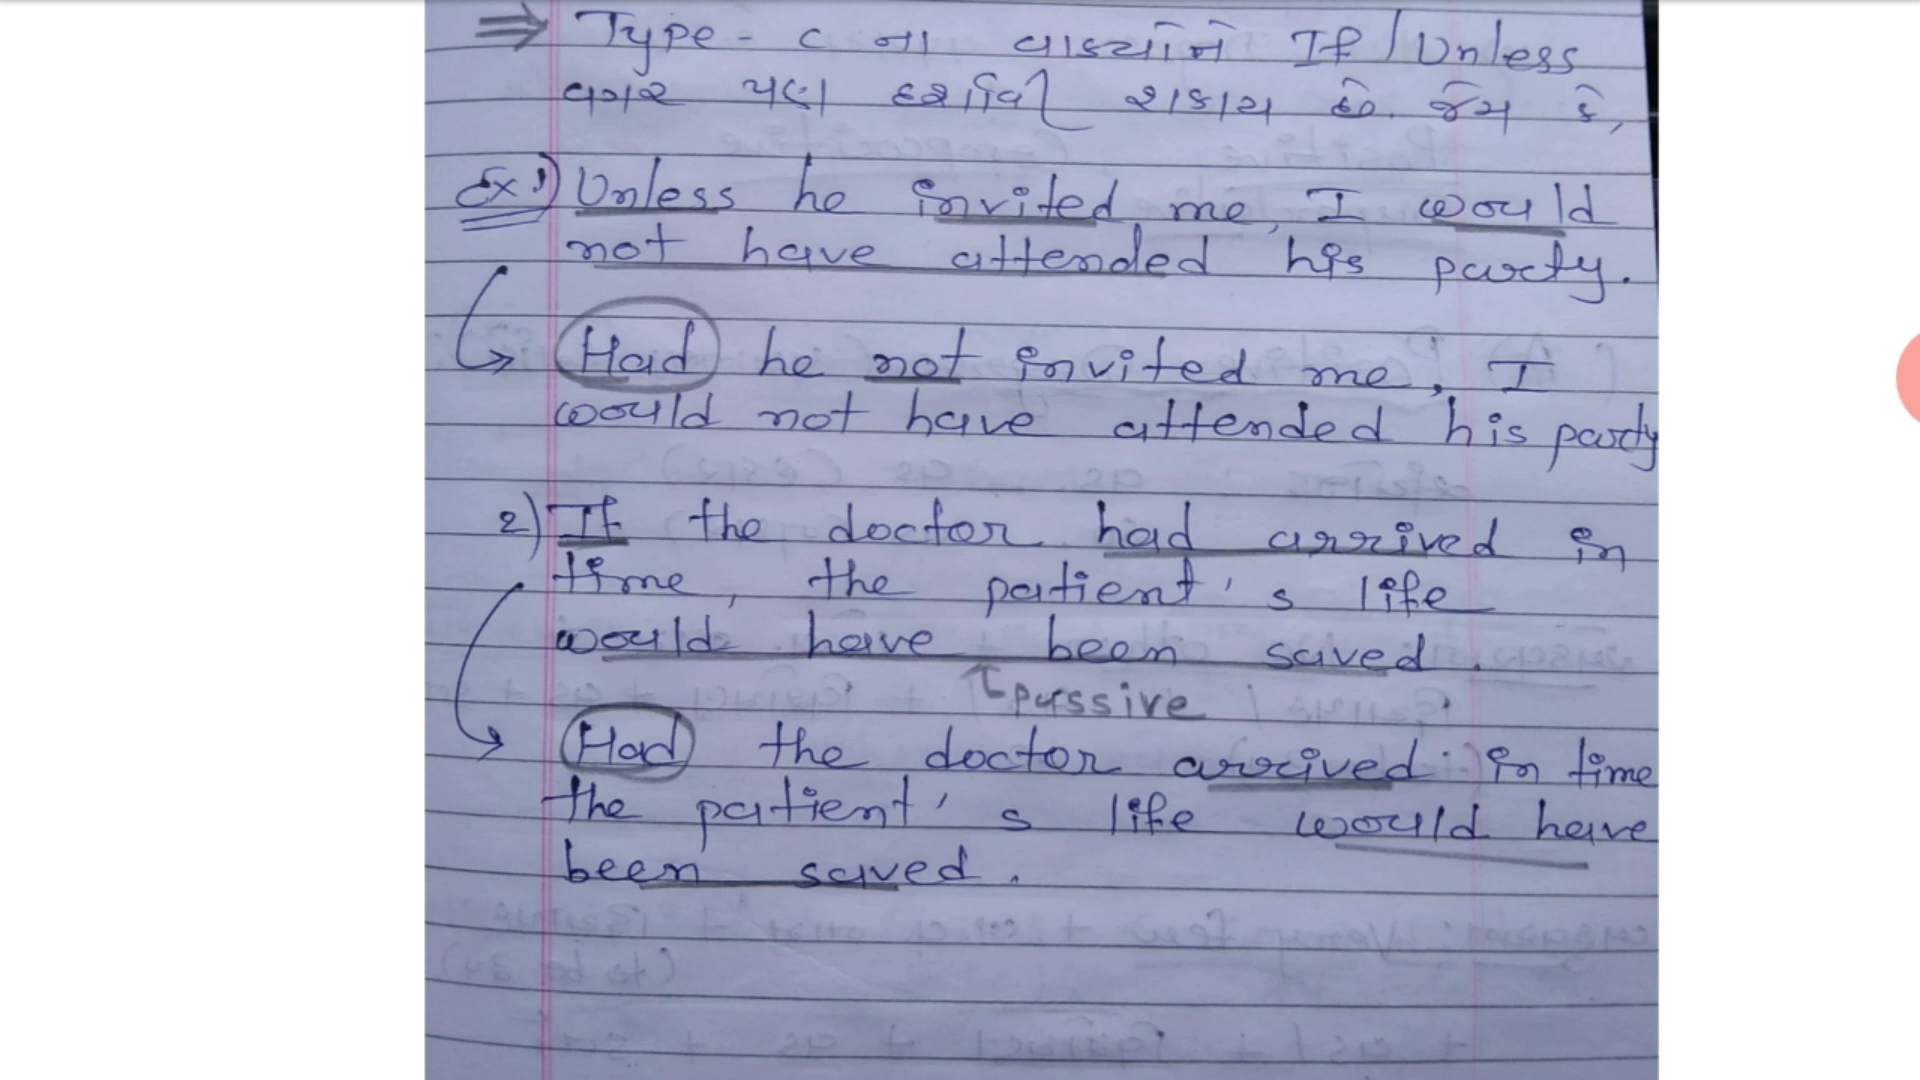 ⇒ Type - C ના વાક્યોને If / Unless
વગર પણ દર્શાવી શકાય છે. જેમ કે,
Ex 1) Unless he invited me, I would
not have attended his party.
Had he not invited me, I
would not have attended his party
2) If the doctor had arrived in
time, the patient's life
would have been saved.
passive
Had the doctor arrived in time
the patient's life would have
been saved.